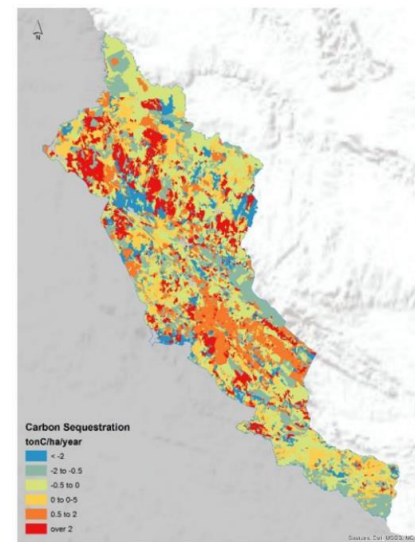 N
Carbon Sequestration
tonC/ha/year
< -2
-2 to -0.5
-0.5 to 0
0 to 0-5
0.5 to 2
over 2